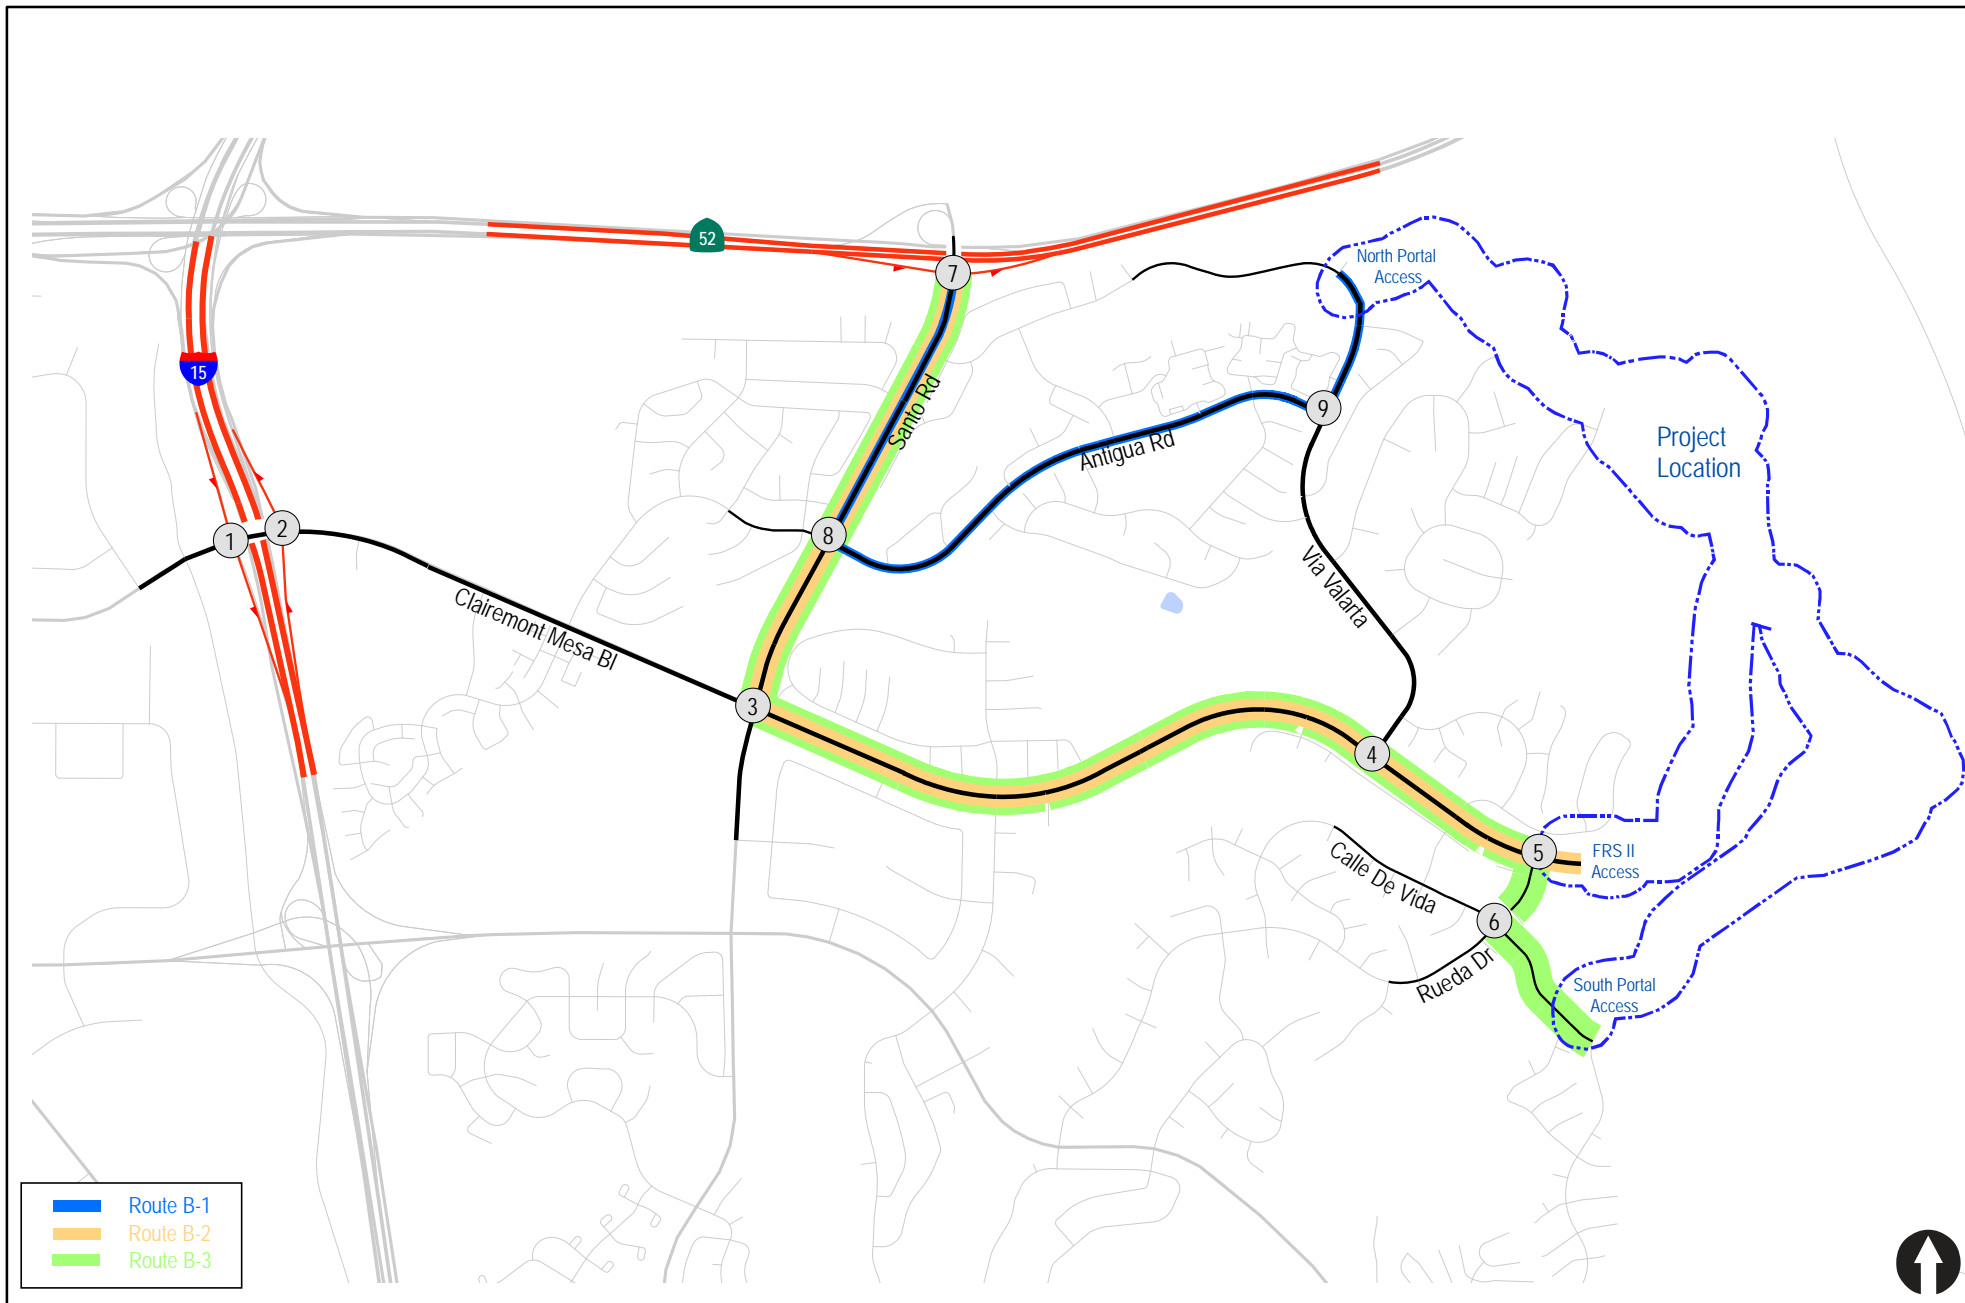 52
7
North Portal
Access
15
Santo Rd
9
Project
Location
Antigua Rd
1
2
8
Via Valarta
Clairemont Mesa Bl
3
4
5
FRS II
Access
Calle De Vida
6
Rueda Dr
South Portal
Access
Route B-1
Route B-2
Route B-3